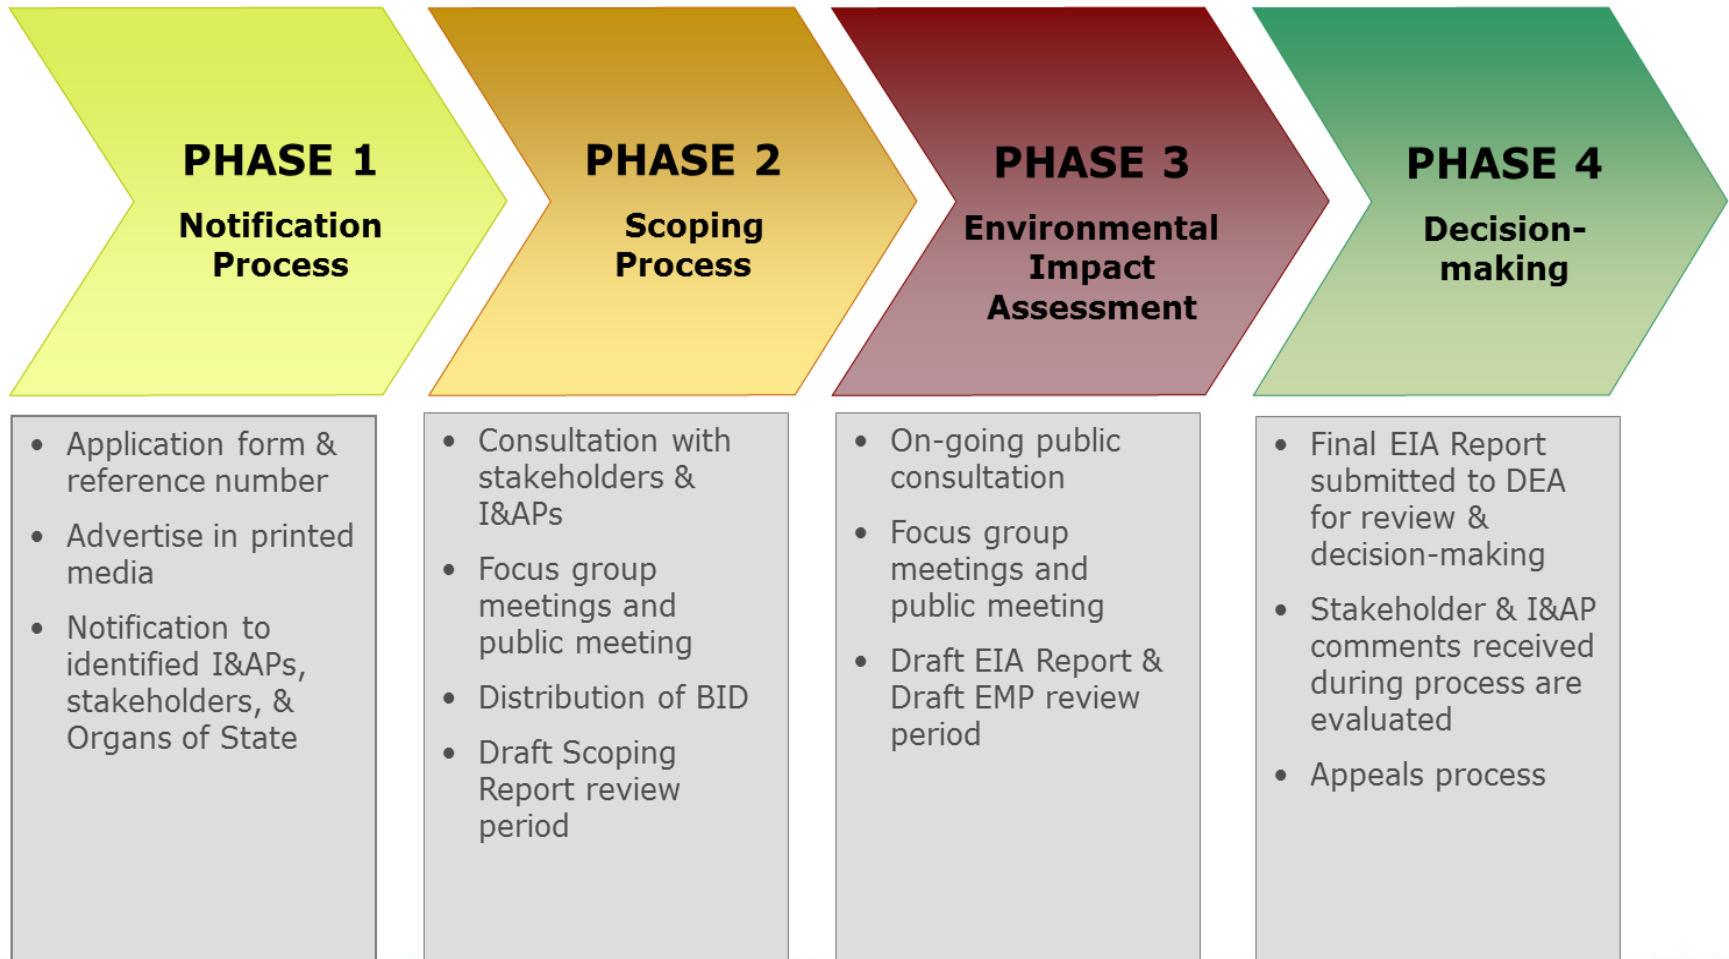 PHASE 1
Notification
Process
• Application form &
reference number
• Advertise in printed
media
• Notification to
identified I&APs,
stakeholders, &
Organs of State
PHASE 2
Scoping
Process
• Consultation with
stakeholders &
I&APs
• Focus group
meetings and
public meeting
• Distribution of BID
• Draft Scoping
Report review
period
PHASE 3
Environmental
Impact
Assessment
• On-going public
consultation
• Focus group
meetings and
public meeting
• Draft EIA Report &
Draft EMP review
period
PHASE 4
Decision-
making
• Final EIA Report
submitted to DEA
for review &
decision-making
• Stakeholder & I&AP
comments received
during process are
evaluated
• Appeals process